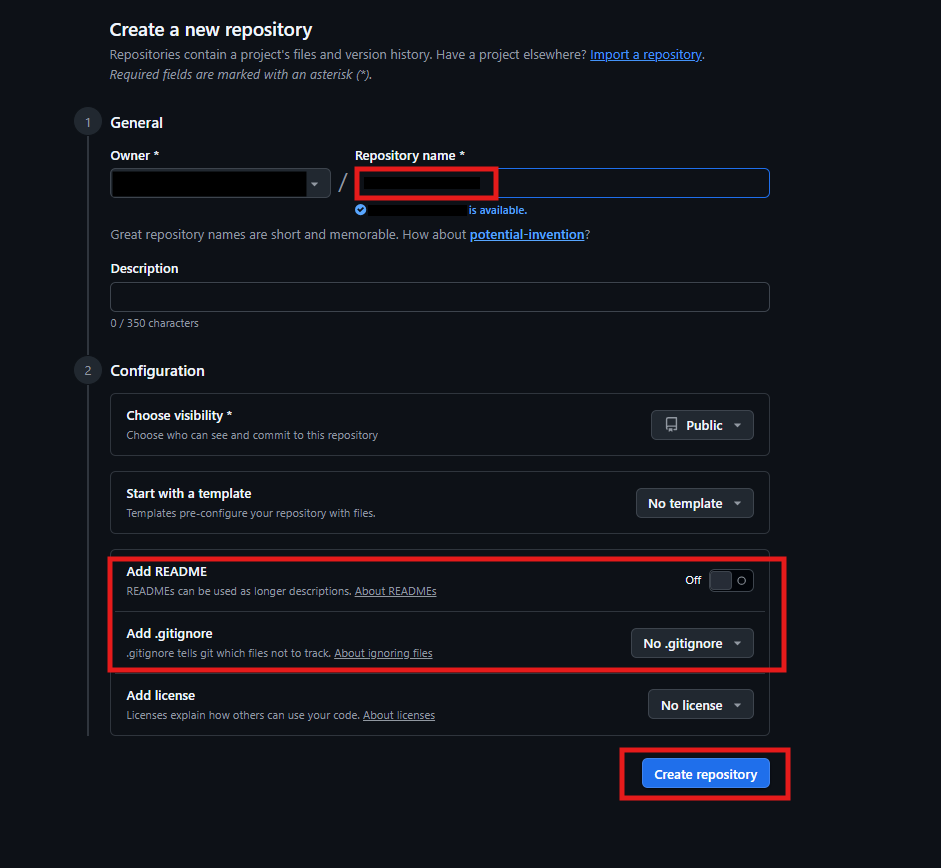 Create a new repository
Repositories contain a project's files and version history. Have a project elsewhere? Import a repository.
Required fields are marked with an asterisk (*).
1 General
Owner * Repository name *
/
is available.
Great repository names are short and memorable. How about potential-invention?
Description
0 / 350 characters
2 Configuration
Choose visibility *
Choose who can see and commit to this repository
Public
Start with a template
Templates pre-configure your repository with files.
No template
Add README
READMEs can be used as longer descriptions. About READMEs
Off
Add .gitignore
.gitignore tells git which files not to track. About ignoring files
No .gitignore
Add license
Licenses explain how others can use your code. About licenses
No license
Create repository